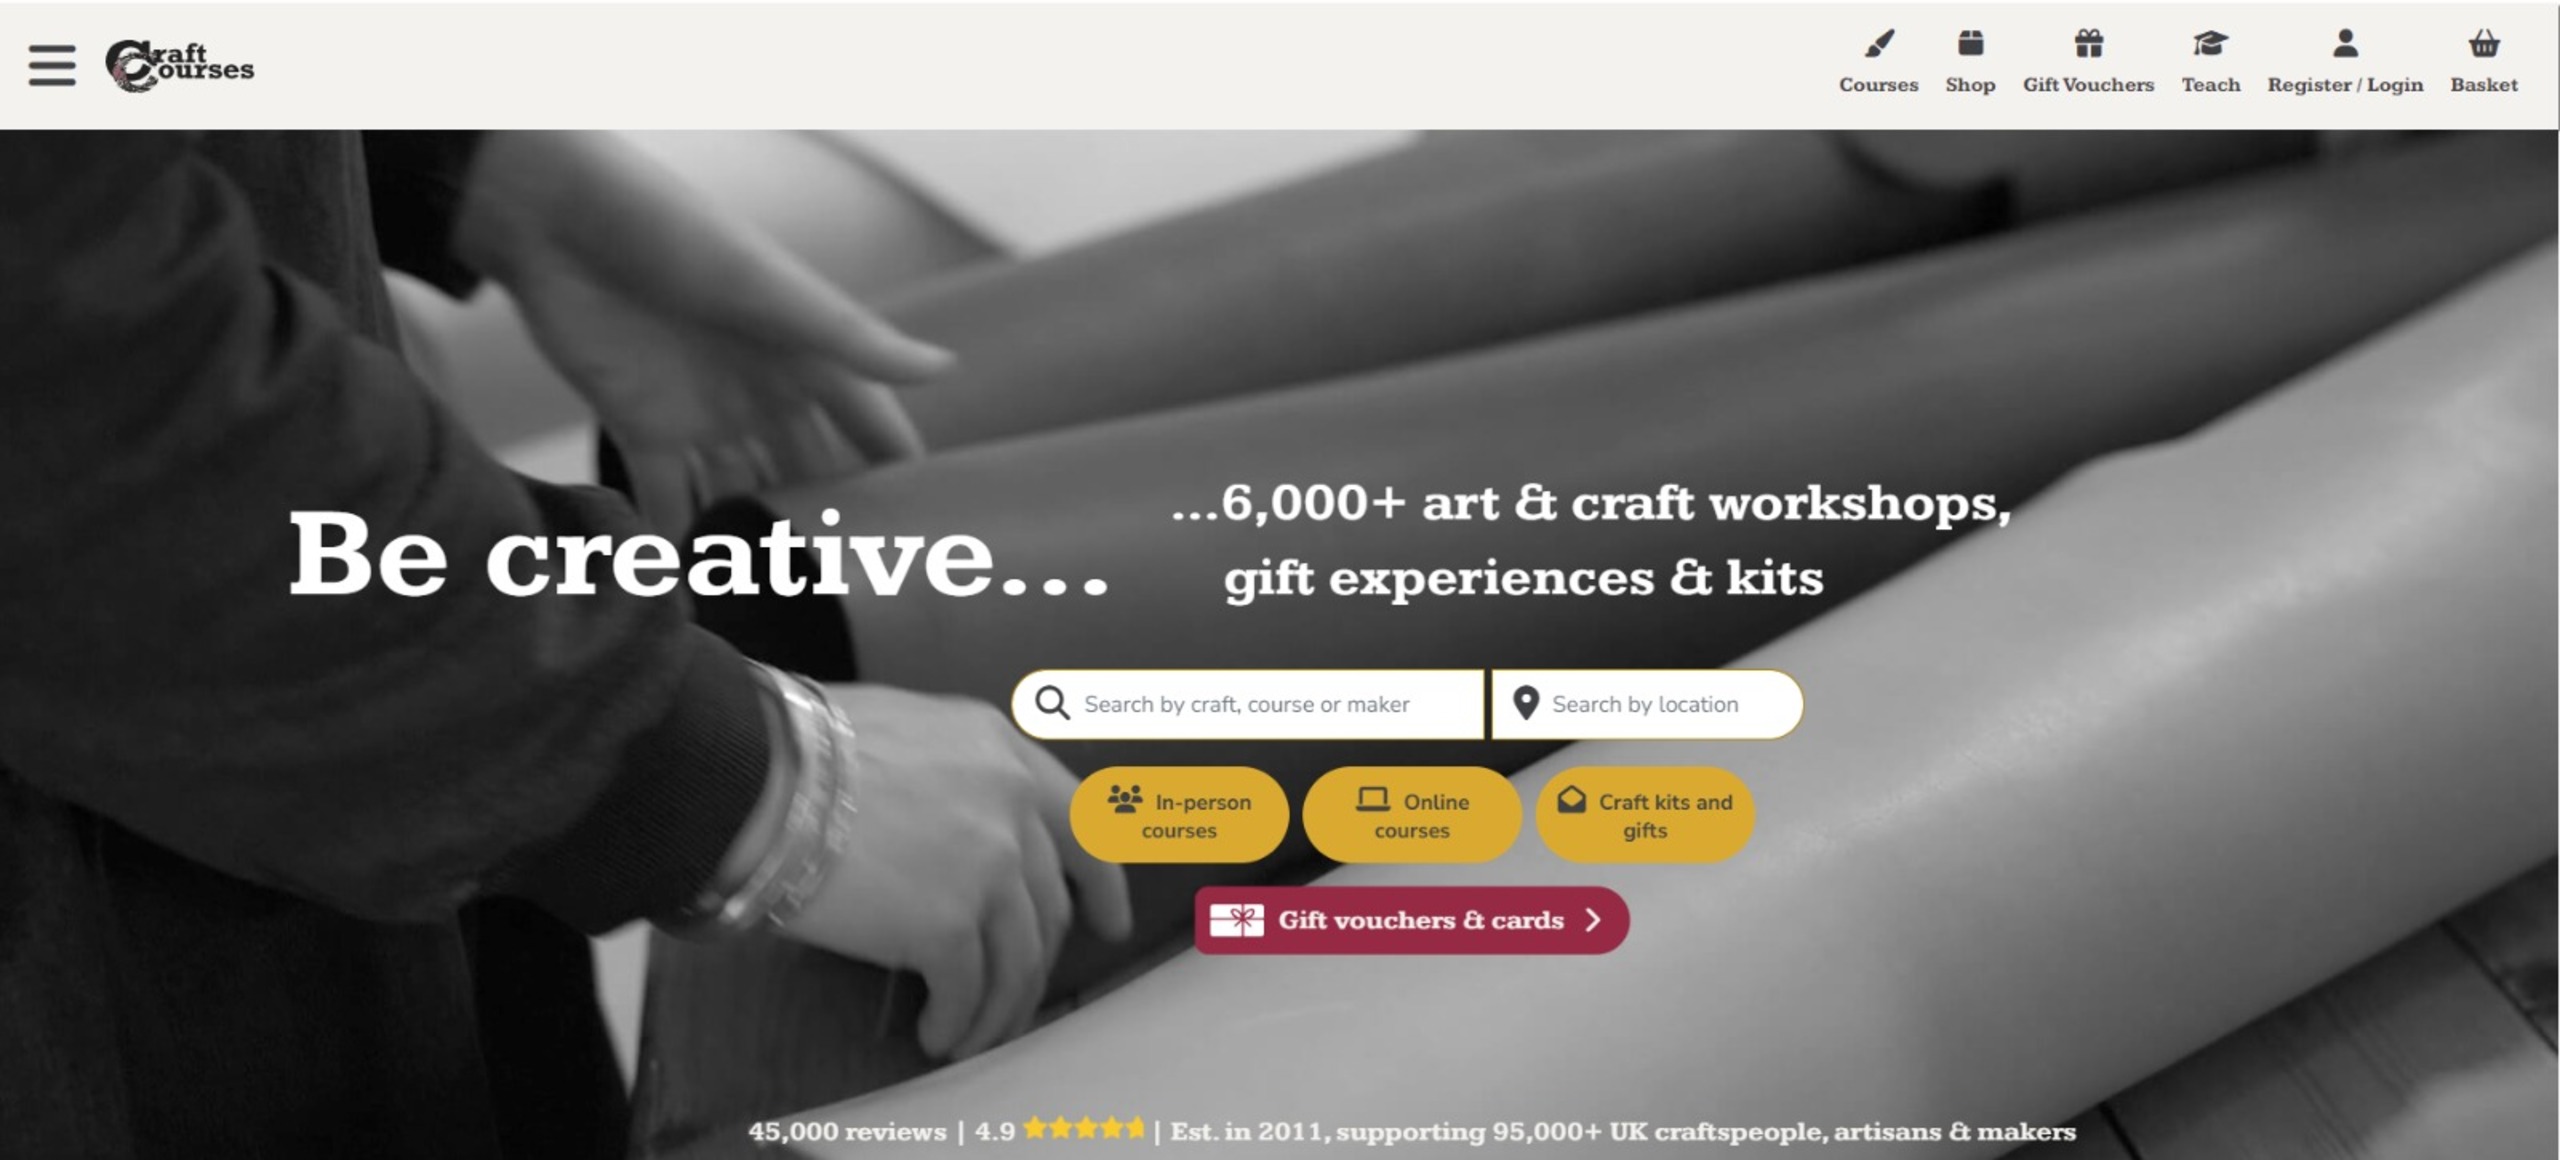 Craft
Courses
Courses
Shop
Gift Vouchers
Teach
Register / Login
Basket
Be creative...
...6,000+ art & craft workshops,
gift experiences & kits
Search by craft, course or maker
Search by location
In-person
courses
Online
courses
Craft kits and
gifts
Gift vouchers & cards
45,000 reviews | 4.9 | Est. in 2011, supporting 95,000+ UK craftspeople, artisans & makers